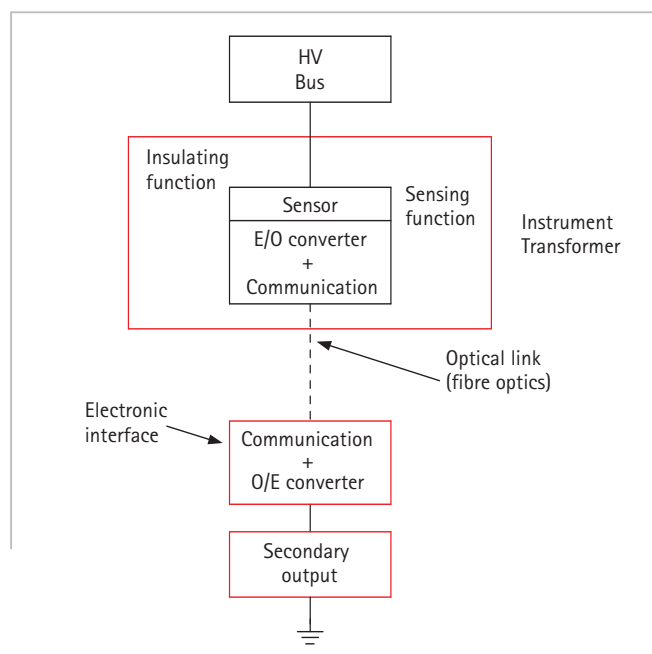 HV
Bus
Insulating
function
Sensor
Sensing
function
E/O converter
+
Communication
Instrument
Transformer
Optical link
(fibre optics)
Electronic
interface
Communication
+
O/E converter
Secondary
output